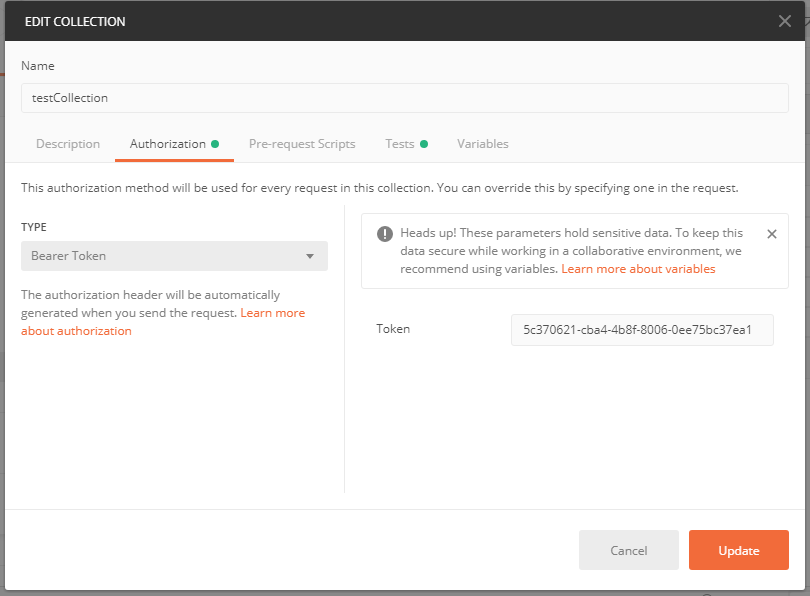 EDIT COLLECTION
Name
testCollection
Description Authorization Pre-request Scripts Tests Variables
This authorization method will be used for every request in this collection. You can override this by specifying one in the request.
TYPE
Bearer Token
The authorization header will be automatically
generated when you send the request. Learn more
about authorization
Heads up! These parameters hold sensitive data. To keep this
data secure while working in a collaborative environment, we
recommend using variables. Learn more about variables
Token 5c370621-cba4-4b8f-8006-0ee75bc37ea1
Cancel Update